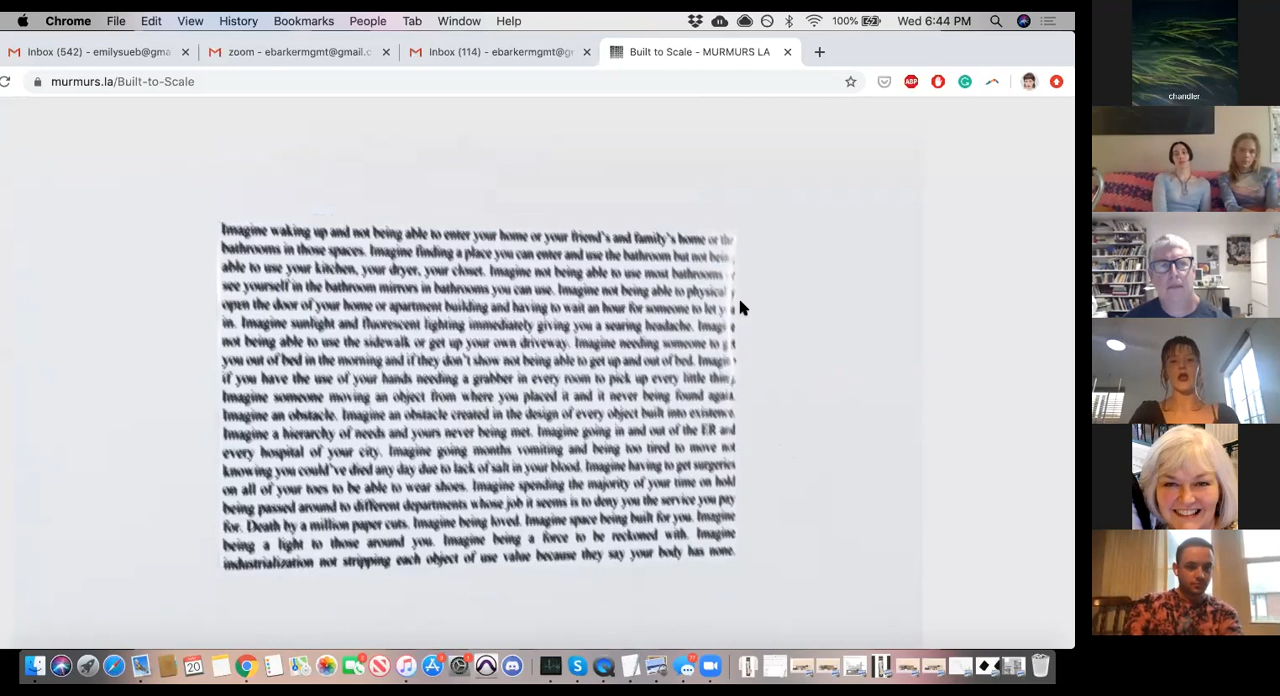 Chrome File Edit View History Bookmarks People Tab Window Help 100% Wed 6:44 PM
Inbox (542) - emilysueb@gma zoom - ebarkermgmt@gmail.c Inbox (114) - ebarkermgmt@g Built to Scale - MURMURS LA
murmurs.la/Built-to-Scale ABP
chandler
Imagine waking up and not being able to enter your home or your friend's and family's home or the
bathrooms in those spaces. Imagine finding a place you can enter and use the bathroom but not bein
able to use your kitchen, your dryer, your closet. Imagine not being able to use most bathrooms
see yourself in the bathroom mirrors in bathrooms you can use. Imagine not being able to physical
open the door of your home or apartment building and having to wait an hour for someone to let y
in. Imagine sunlight and fluorescent lighting immediately giving you a searing headache. Imagi
not being able to use the sidewalk or get up your own driveway. Imagine needing someone to
you out of bed in the morning and if they don't show not being able to get up and out of bed. Imagin
if you have the use of your hands needing a grabber in every room to pick up every little thing
Imagine someone moving an object from where you placed it and it never being found again.
Imagine an obstacle. Imagine an obstacle created in the design of every object built into existence.
Imagine a hierarchy of needs and yours never being met. Imagine going in and out of the ER and
every hospital of your city. Imagine going months vomiting and being too tired to move not
knowing you could've died any day due to lack of salt in your blood. Imagine having to get surgeries
on all of your toes to be able to wear shoes. Imagine spending the majority of your time on hold
being passed around to different departments whose job it seems is to deny you the service you pay
for. Death by a million paper cuts. Imagine being loved. Imagine space being built for you. Imagine
being a light to those around you. Imagine being a force to be reckoned with. Imagine
industrialization not stripping each object of use value because they say your body has none.
20